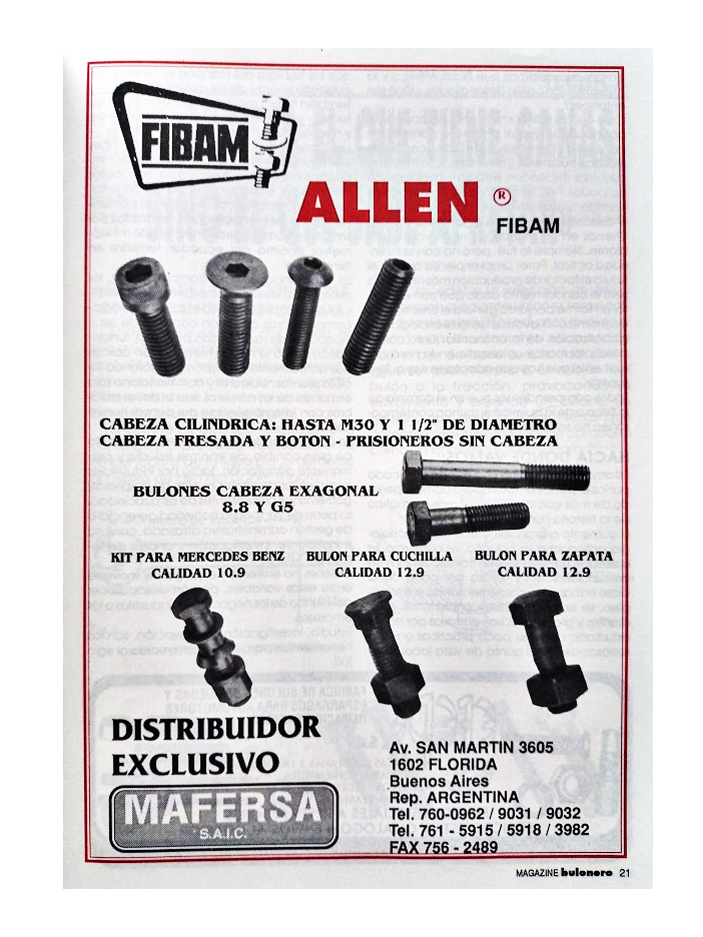 FIBAM
ALLEN ®
FIBAM
CABEZA CILINDRICA: HASTA M30 Y 1 1/2" DE DIAMETRO
CABEZA FRESADA Y BOTON - PRISIONEROS SIN CABEZA
BULONES CABEZA EXAGONAL
8.8 Y G5
KIT PARA MERCEDES BENZ
CALIDAD 10.9
BULON PARA CUCHILLA
CALIDAD 12.9
BULON PARA ZAPATA
CALIDAD 12.9
DISTRIBUIDOR
EXCLUSIVO
MAFERSA
S.A.I.C.
Av. SAN MARTIN 3605
1602 FLORIDA
Buenos Aires
Rep. ARGENTINA
Tel. 760-0962 / 9031 / 9032
Tel. 761 - 5915 / 5918 / 3982
FAX 756 - 2489
MAGAZINE bulonero 21